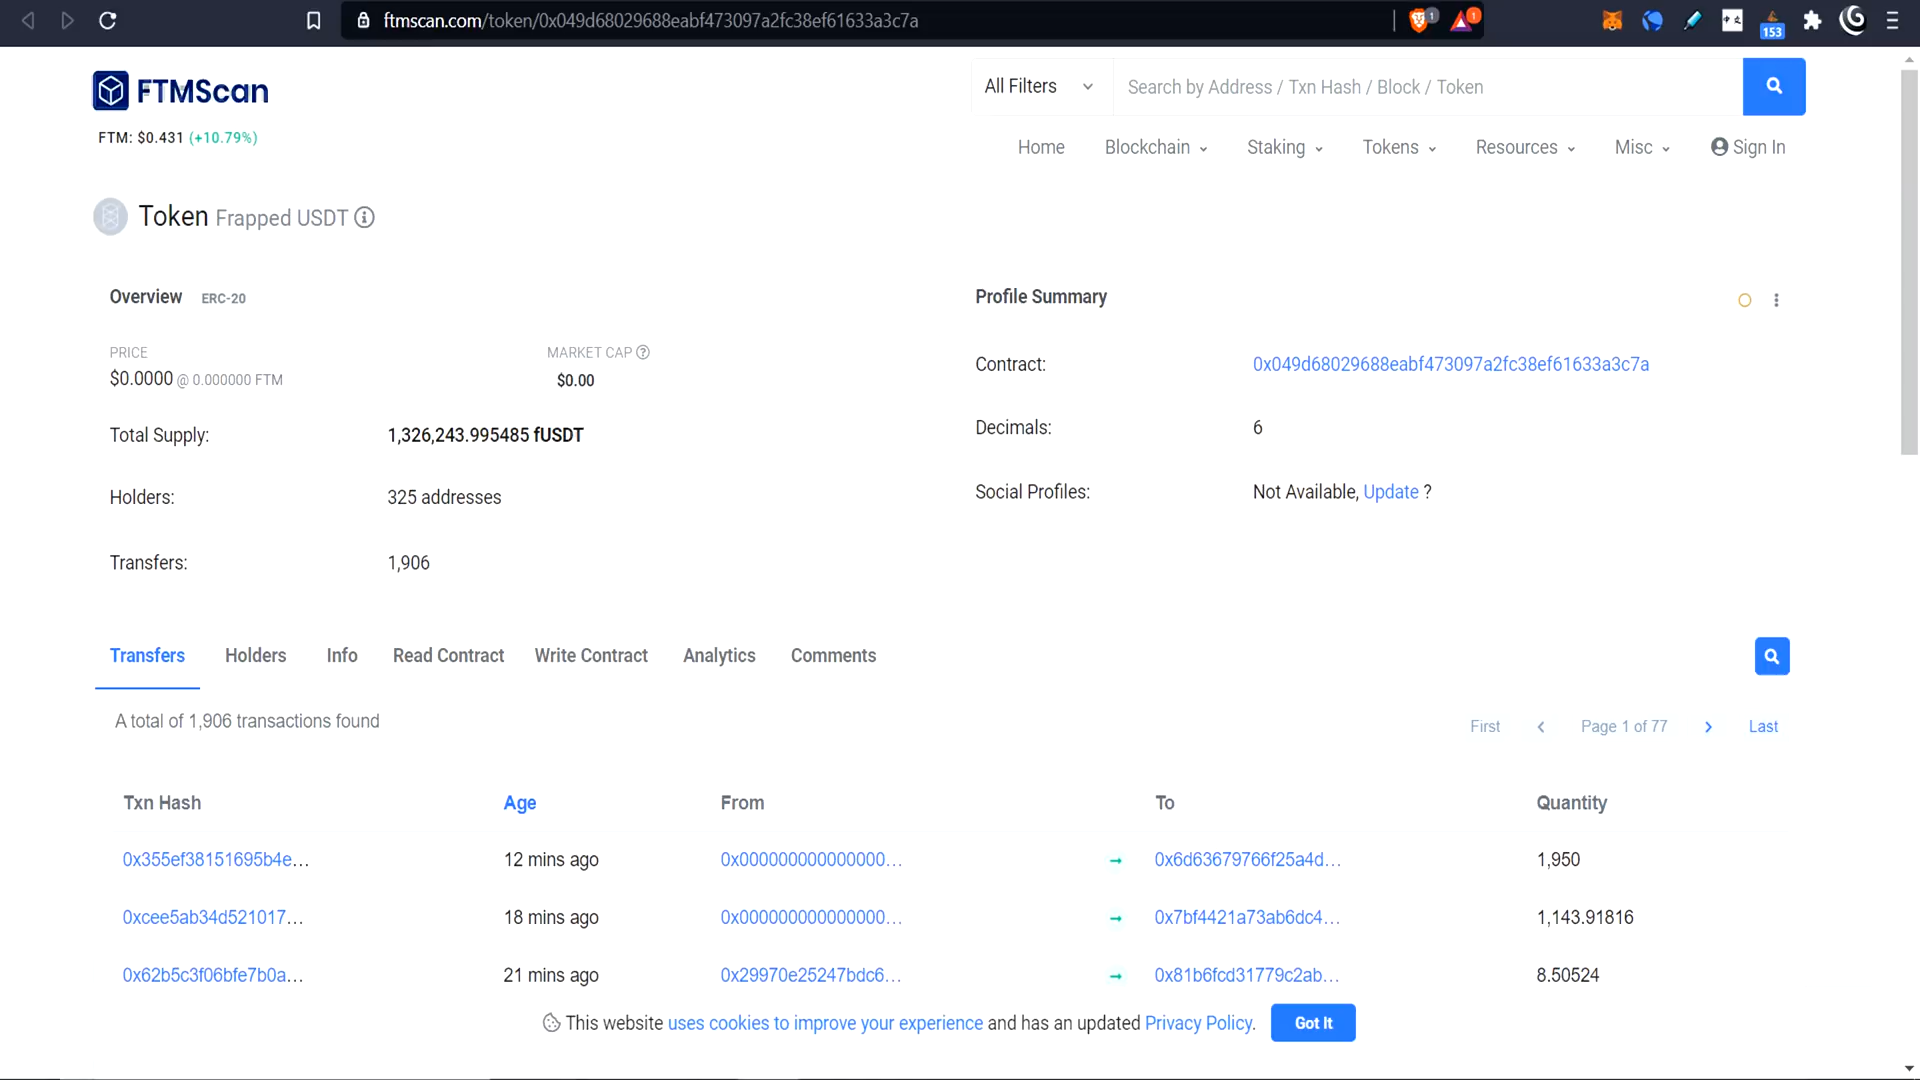 ftmscan.com/token/0x049d68029688eabf473097a2fc38ef61633a3c7a
1
1
153
FTMScan
All Filters
Search by Address / Txn Hash / Block / Token
FTM: $0.431 (+10.79%)
Home Blockchain Staking Tokens Resources Misc Sign In
Token Frapped USDT
Overview ERC-20
Profile Summary
PRICE
MARKET CAP
$0.0000 @ 0.000000 FTM
$0.00
Contract: 0x049d68029688eabf473097a2fc38ef61633a3c7a
Total Supply: 1,326,243.995485 fUSDT
Decimals: 6
Holders: 325 addresses
Social Profiles: Not Available, Update ?
Transfers: 1,906
Transfers Holders Info Read Contract Write Contract Analytics Comments
A total of 1,906 transactions found
First Page 1 of 77 Last
Txn Hash Age From To Quantity
0x355ef38151695b4e... 12 mins ago 0x000000000000000... 0x6d63679766f25a4d... 1,950
0xcee5ab34d521017... 18 mins ago 0x000000000000000... 0x7bf4421a73ab6dc4... 1,143.91816
0x62b5c3f06bfe7b0a... 21 mins ago 0x29970e25247bdc6... 0x81b6fcd31779c2ab... 8.50524
This website uses cookies to improve your experience and has an updated Privacy Policy. Got It